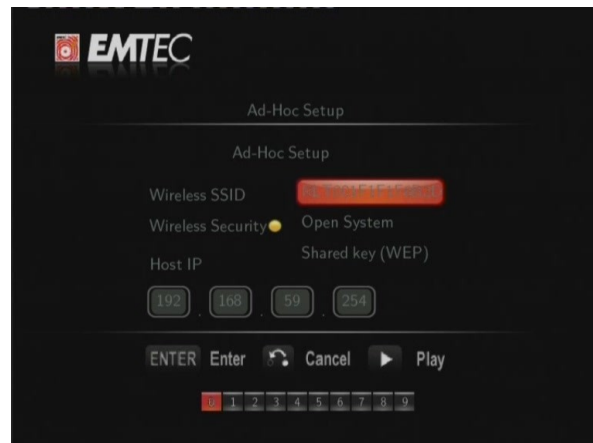 EMTEC
Ad-Hoc Setup
Ad-Hoc Setup
Wireless SSID
Wireless Security Open System
Shared key (WEP)
Host IP
192 . 168 . 59 . 254
ENTER Enter Cancel Play
0 1 2 3 4 5 6 7 8 9